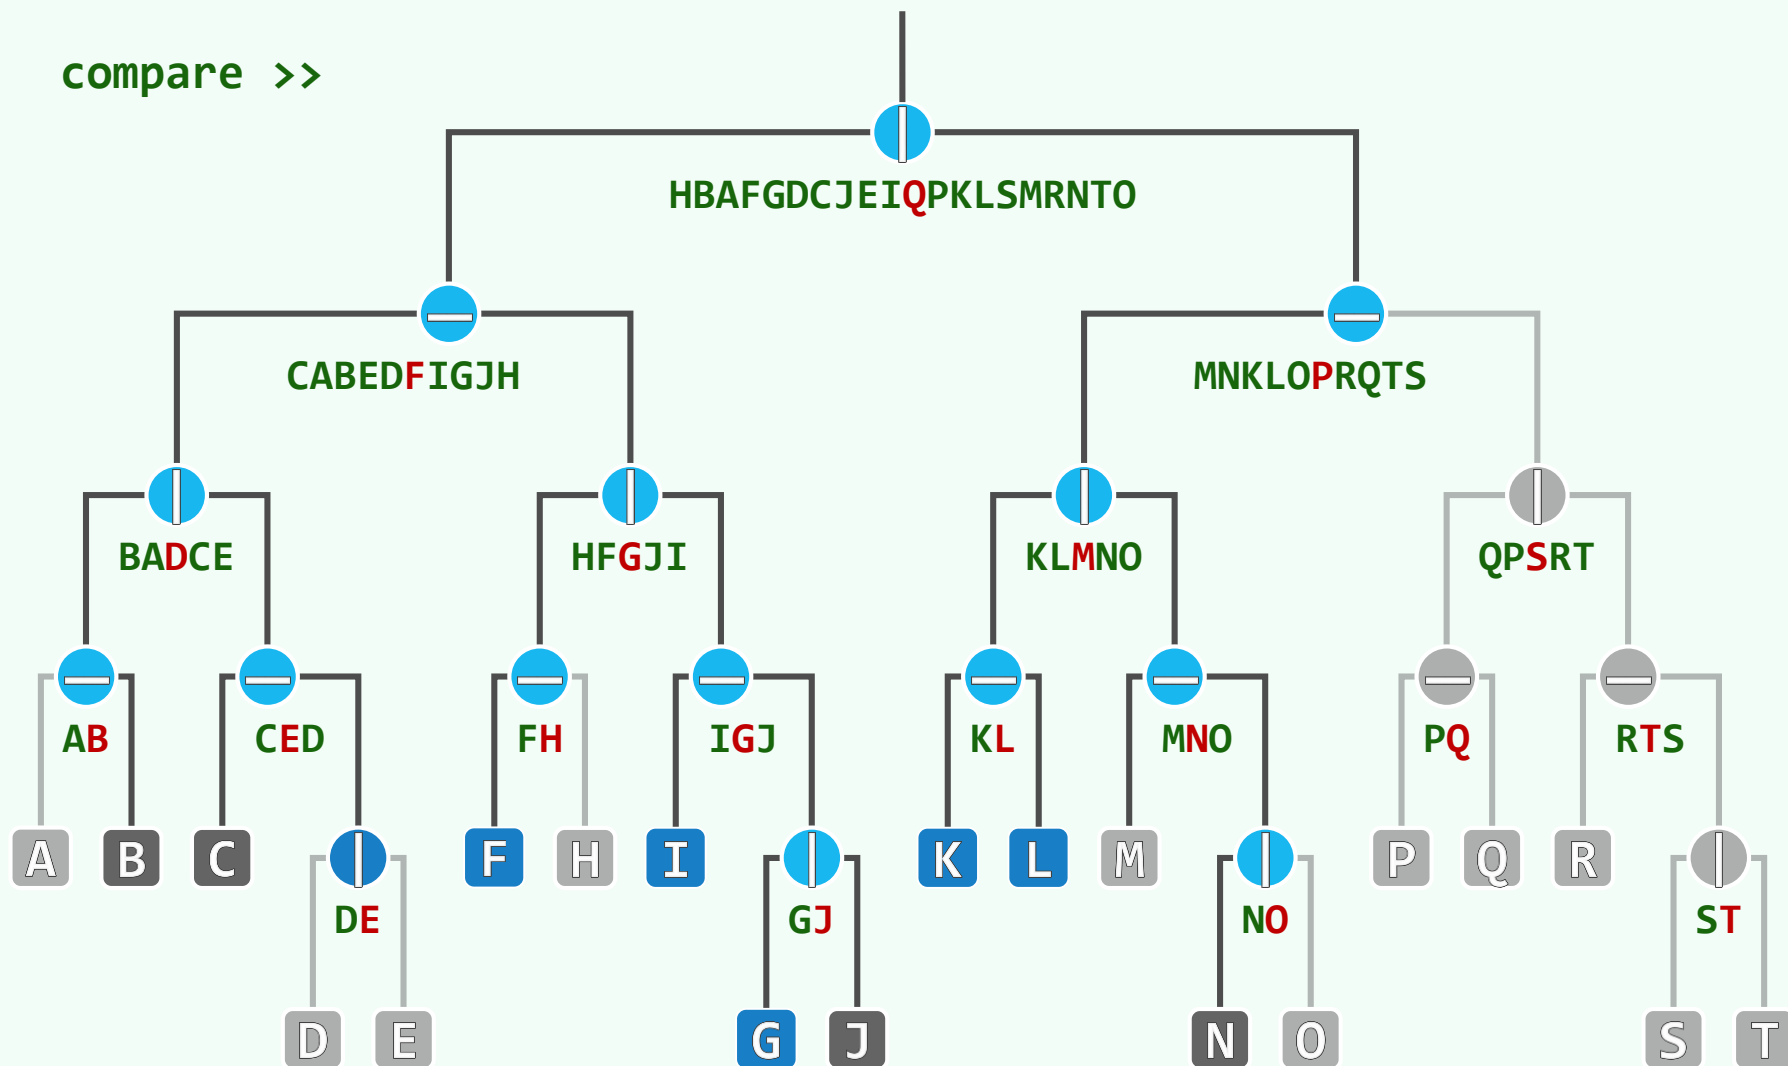 compare >>
HBAFGDCJEIQPKLSMRNTO
CABEDFIGJH
MNKLOPRQTS
BADCE
HFGJI
KLMNO
QPSRT
AB
CED
FH
IGJ
KL
MNO
PQ
RTS
A
B
C
F
H
I
K
L
M
P
Q
R
DE
GJ
NO
ST
D
E
G
J
N
O
S
T